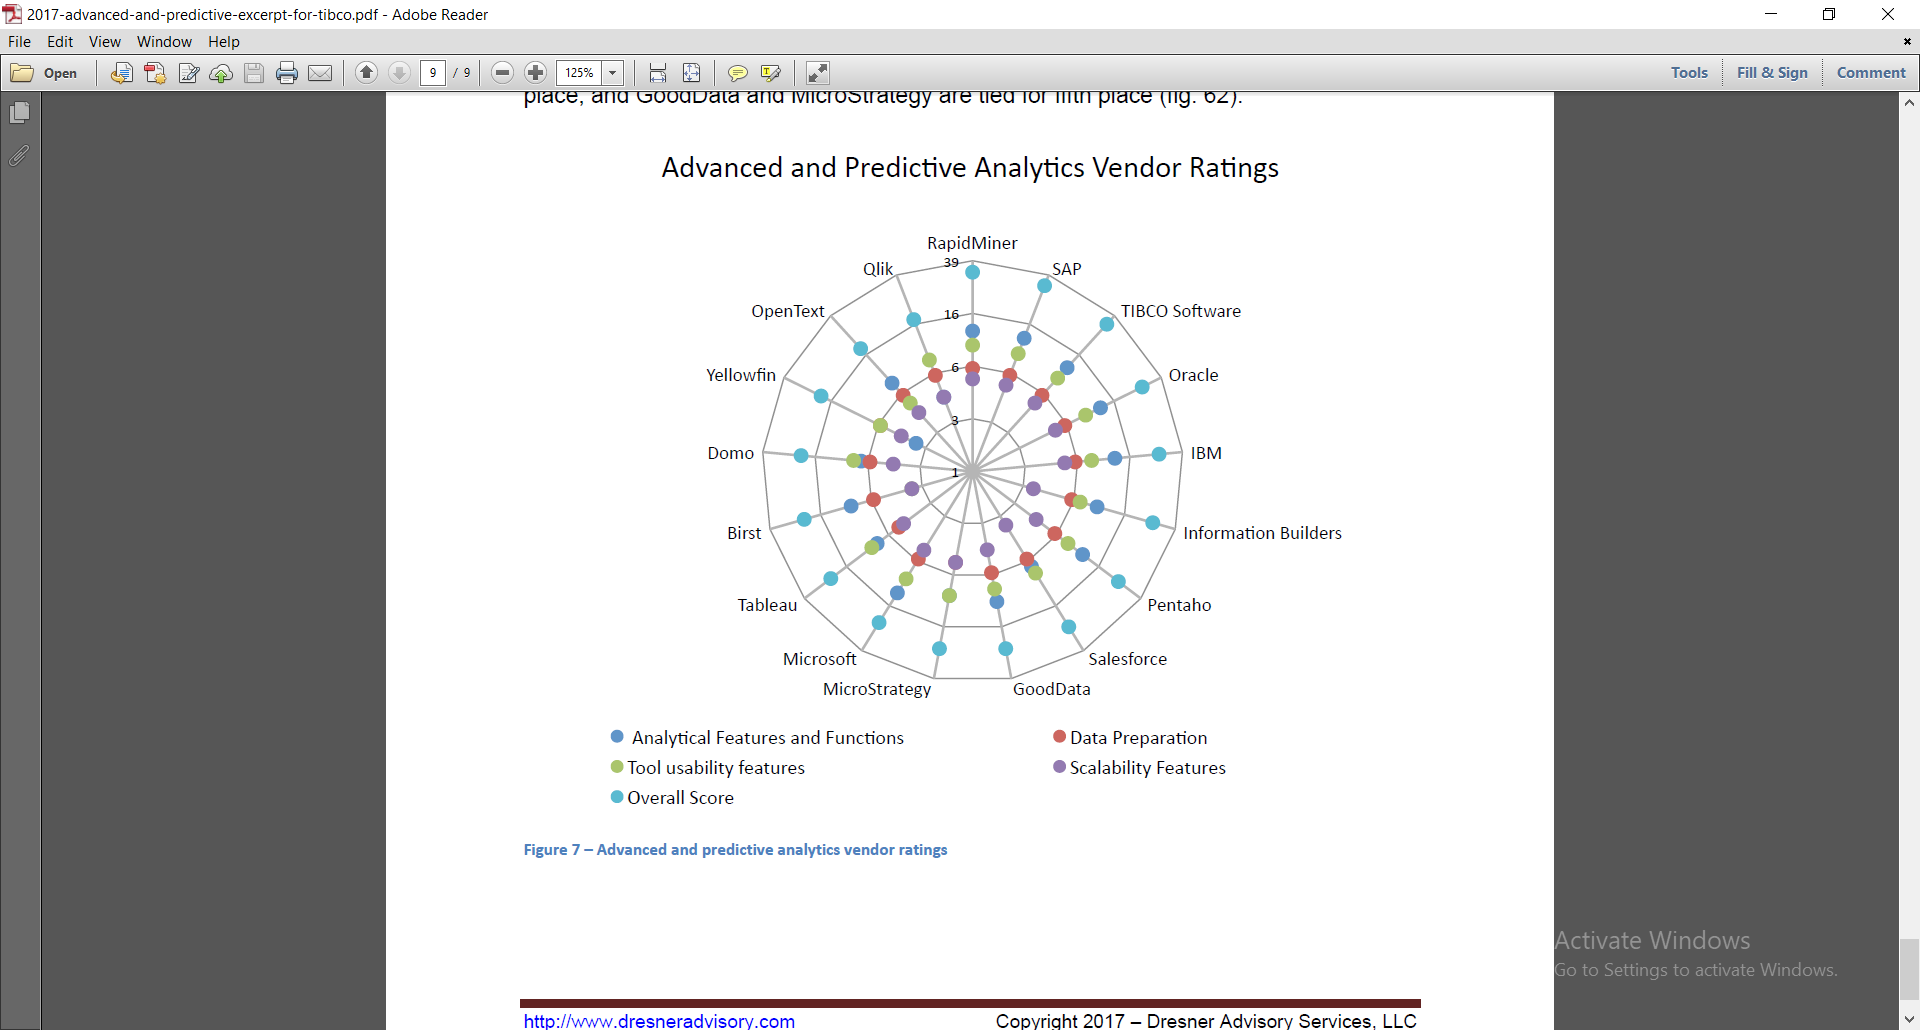 2017-advanced-and-predictive-excerpt-for-tibco.pdf - Adobe Reader
File Edit View Window Help
Open 9 / 9 125% Tools Fill & Sign Comment
place, and GoodData and MicroStrategy are tied for fifth place (fig. 62).
Advanced and Predictive Analytics Vendor Ratings
RapidMiner
39
Qlik SAP
OpenText 16 TIBCO Software
Yellowfin 6 Oracle
3
Domo IBM
1
Birst Information Builders
Tableau Pentaho
Microsoft Salesforce
MicroStrategy GoodData
Analytical Features and Functions Data Preparation
Tool usability features Scalability Features
Overall Score
Figure 7 – Advanced and predictive analytics vendor ratings
Activate Windows
Go to Settings to activate Windows.
http://www.dresneradvisory.com Copyright 2017 – Dresner Advisory Services, LLC